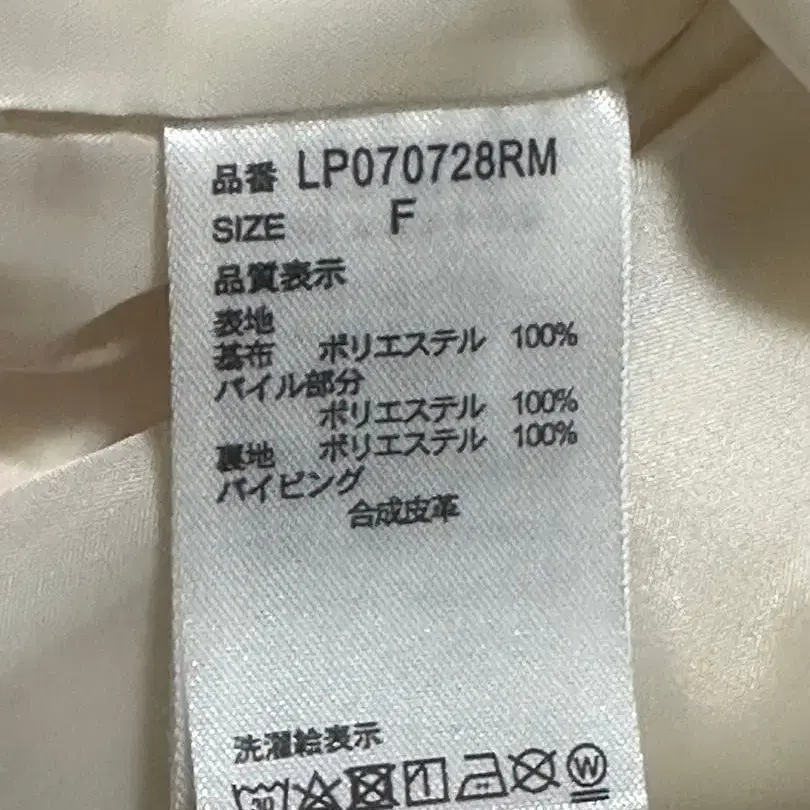 品番 LP070728RM
SIZE F
品質表示
表地
基布 ポリエステル 100%
パイル部分
ポリエステル 100%
裏地 ポリエステル 100%
パイピング
合成皮革
洗濯絵表示
30
W